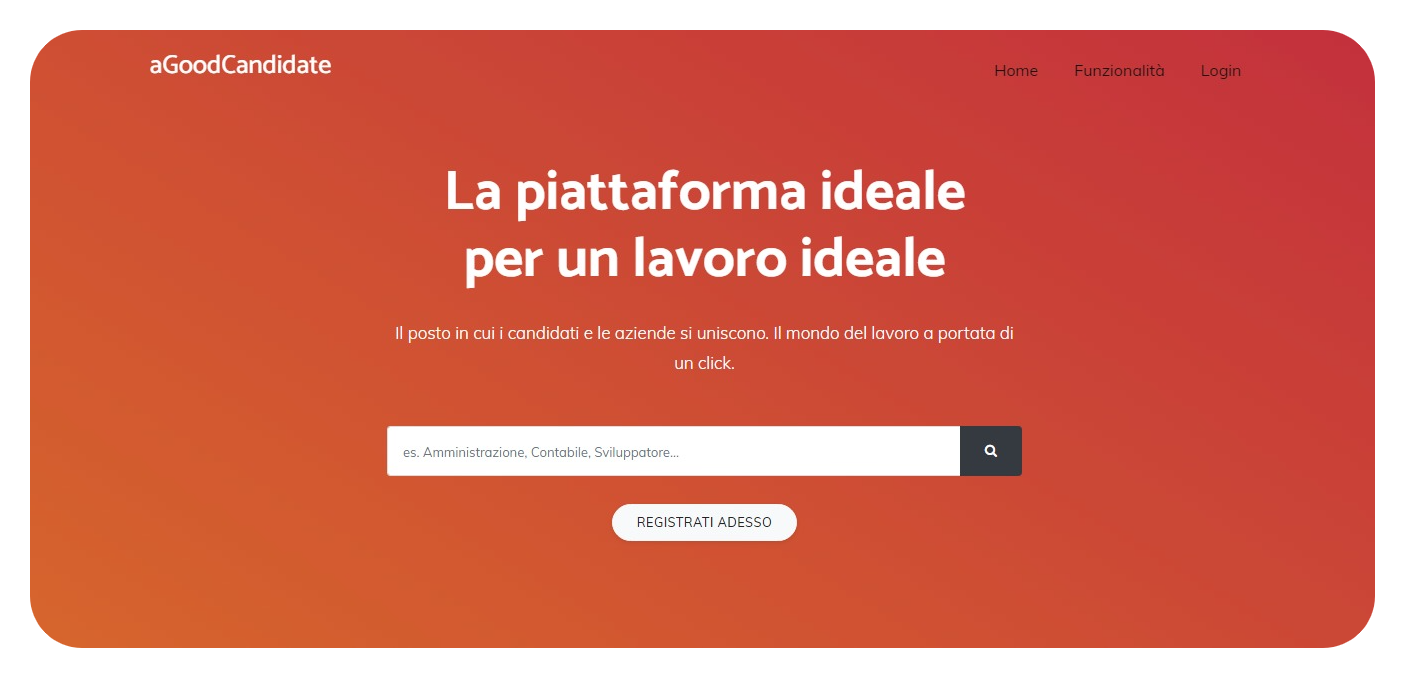 aGoodCandidate
Home Funzionalità Login
La piattaforma ideale
per un lavoro ideale
Il posto in cui i candidati e le aziende si uniscono. Il mondo del lavoro a portata di
un click.
es. Amministrazione, Contabile, Sviluppatore...
REGISTRATI ADESSO